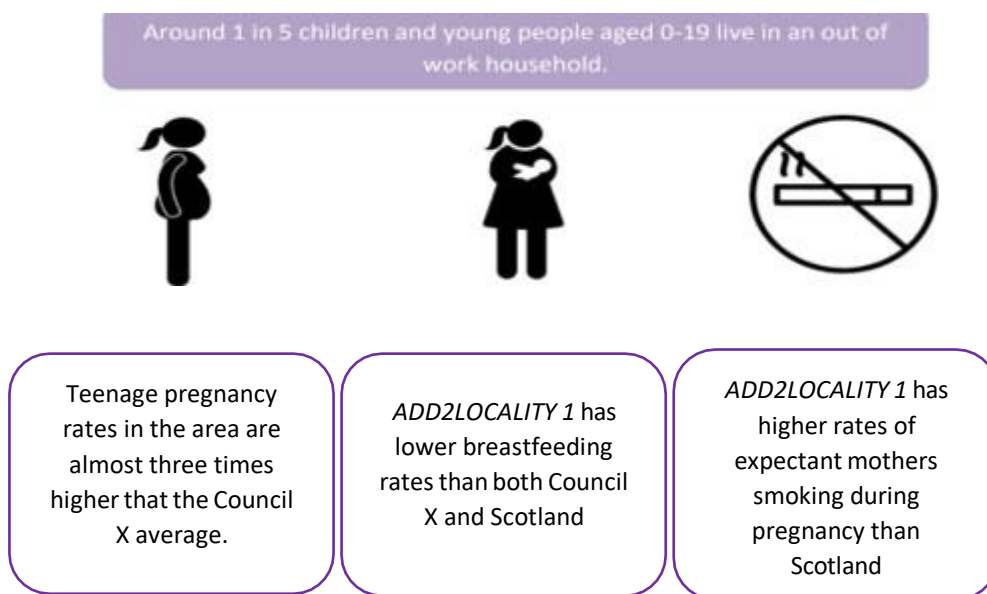 Around 1 in 5 children and young people aged 0-19 live in an out of
work household.
Teenage pregnancy
rates in the area are
almost three times
higher that the Council
X average.
ADD2LOCALITY 1 has
lower breastfeeding
rates than both Council
X and Scotland
ADD2LOCALITY 1 has
higher rates of
expectant mothers
smoking during
pregnancy than
Scotland